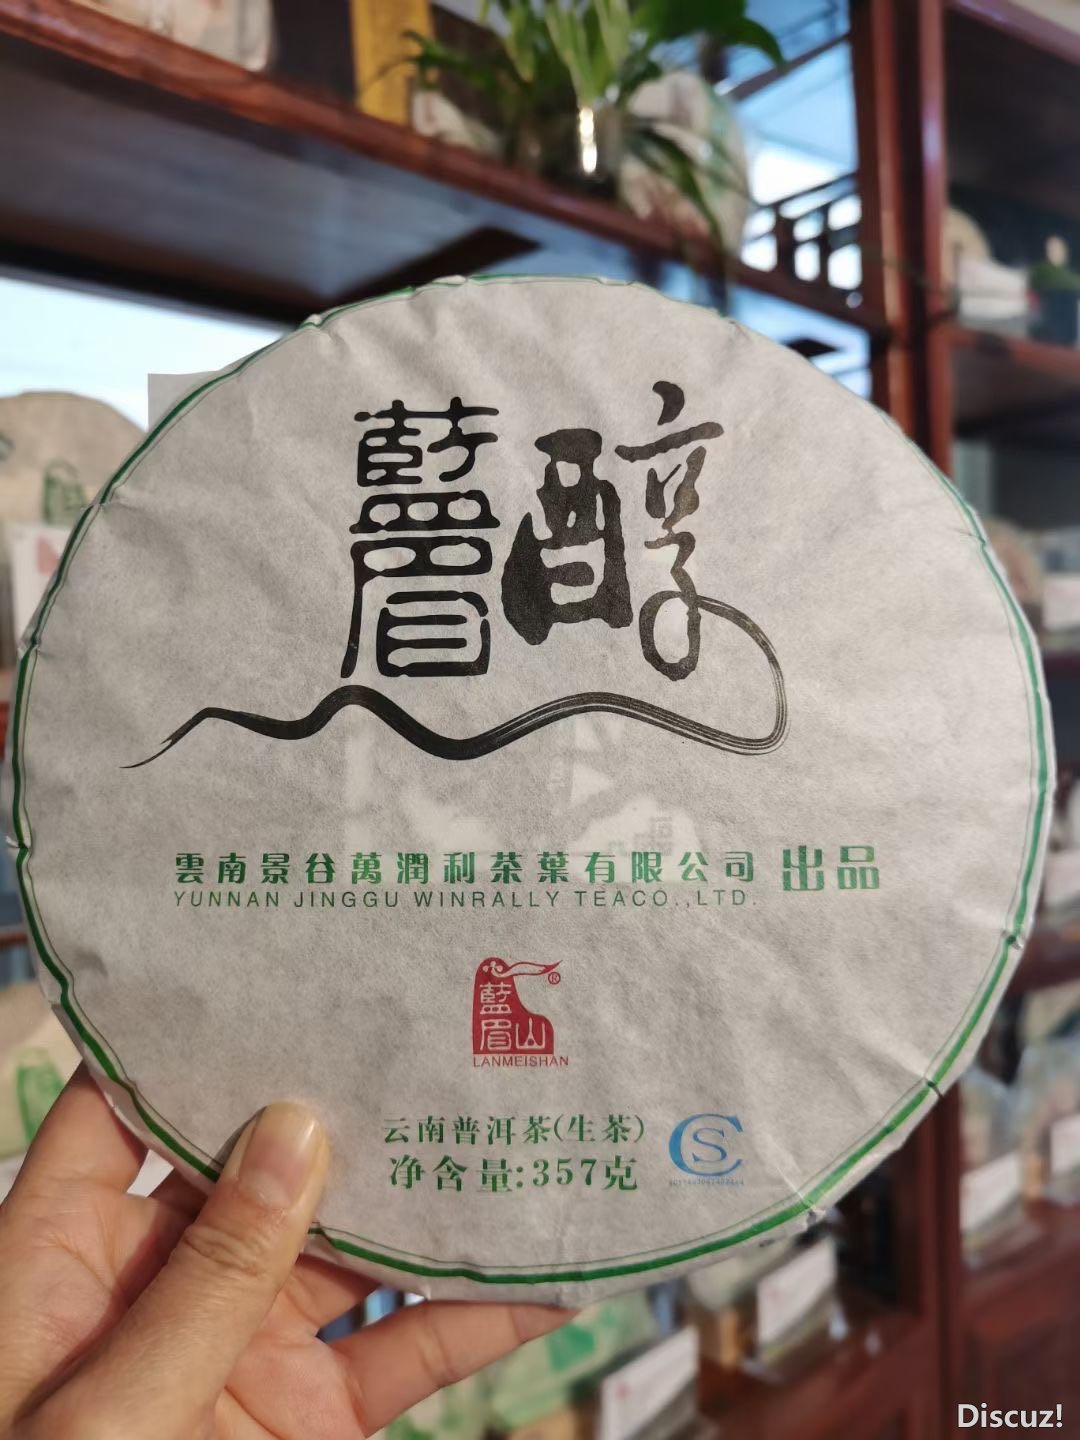 藍眉醇
雲南景谷萬潤利茶葉有限公司 出品
YUNNAN JINGGU WINRALLY TEACO.,LTD.
藍眉山
LANMEISHAN
云南普洱茶(生茶)
净含量:357克
SC
Discuz!